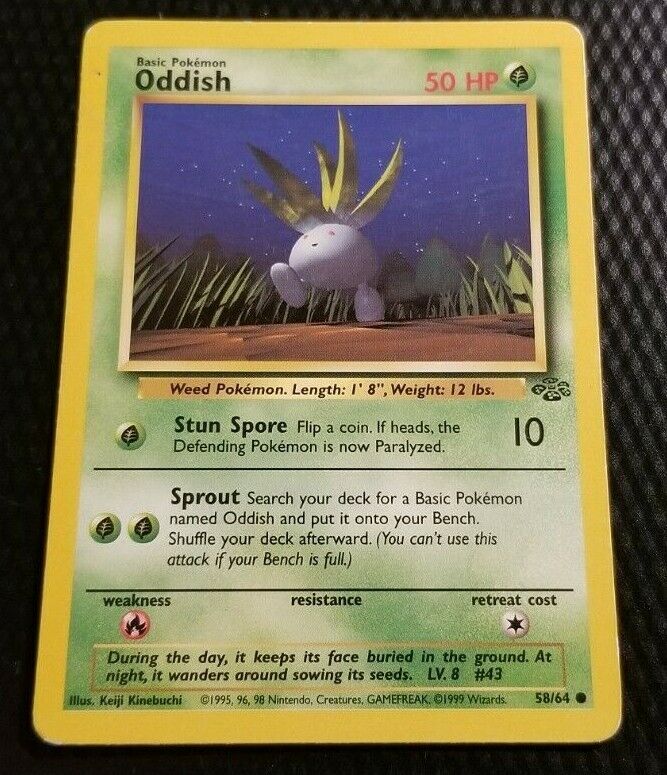 Basic Pokémon
Oddish 50 HP
Weed Pokémon. Length: 1' 8", Weight: 12 lbs.
Stun Spore Flip a coin. If heads, the 10
Defending Pokémon is now Paralyzed.
Sprout Search your deck for a Basic Pokémon
named Oddish and put it onto your Bench.
Shuffle your deck afterward. (You can't use this
attack if your Bench is full.)
weakness resistance retreat cost
During the day, it keeps its face buried in the ground. At
night, it wanders around sowing its seeds. LV. 8 #43
Illus. Keiji Kinebuchi ©1995, 96, 98 Nintendo, Creatures, GAMEFREAK. ©1999 Wizards. 58/64